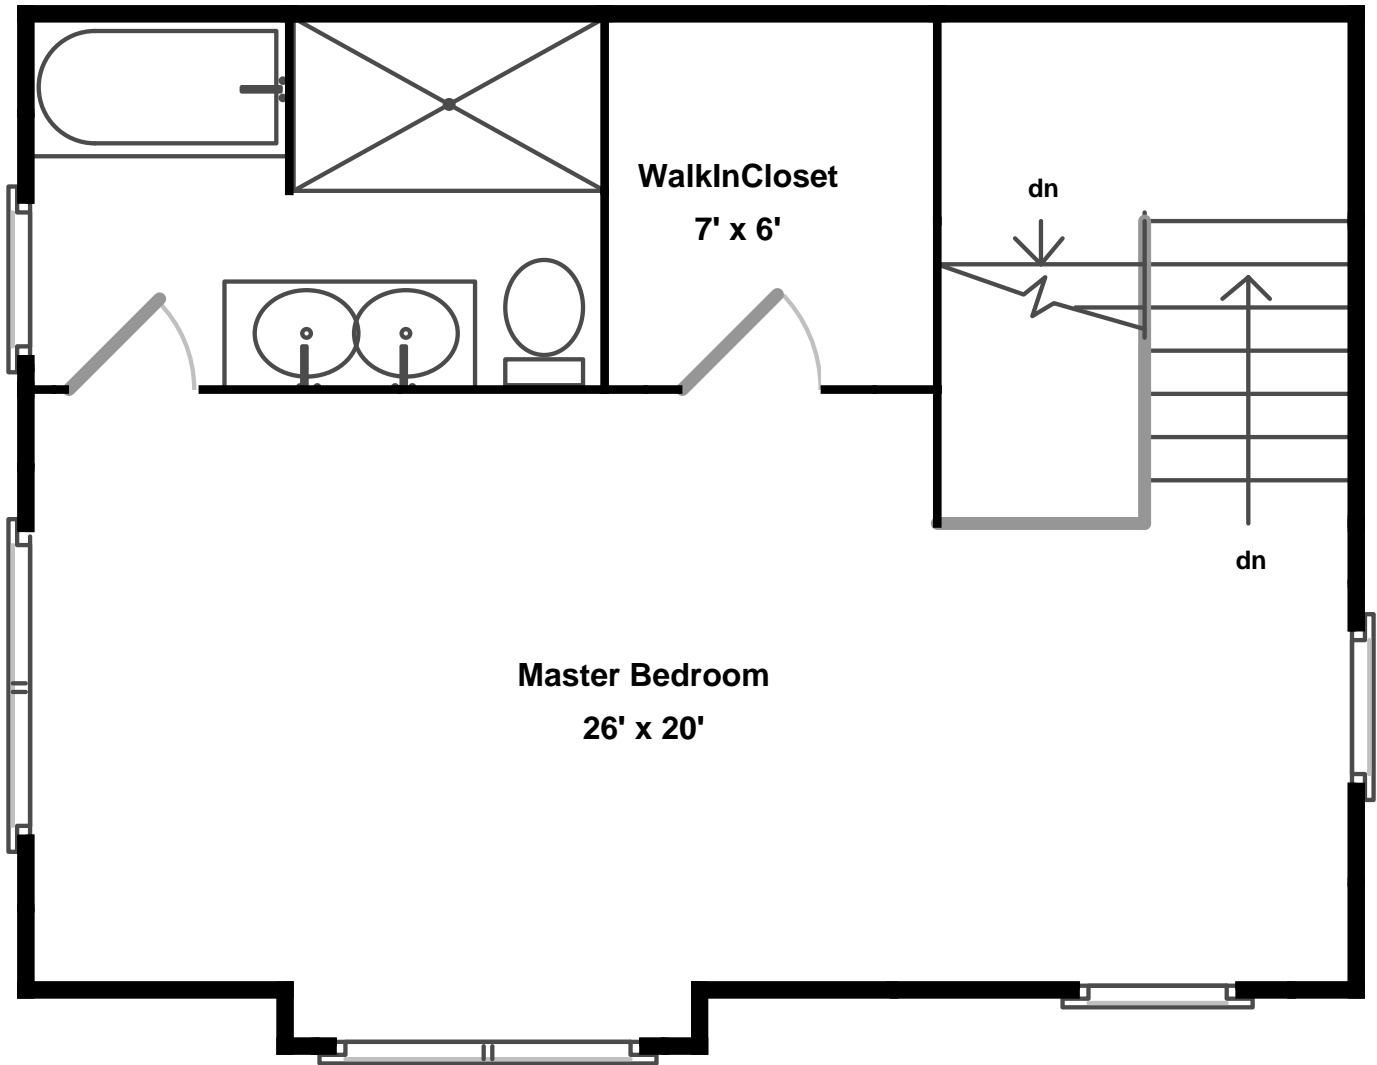 WalkInCloset
7' x 6'
dn
dn
Master Bedroom
26' x 20'